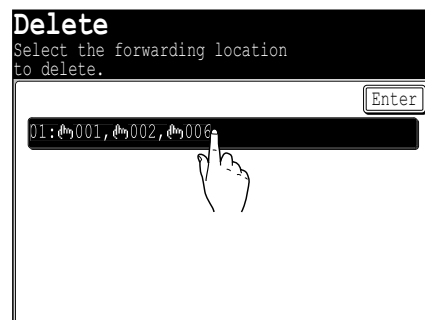 Delete
Select the forwarding location
to delete.
Enter
01:001,002,006